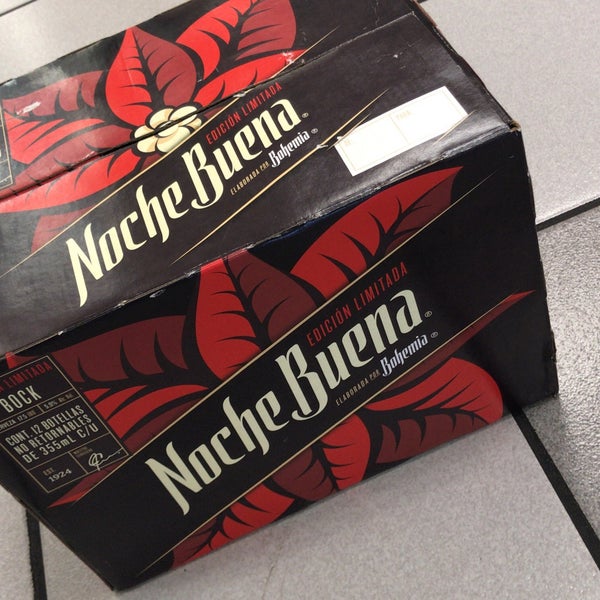 EDICIÓN LIMITADA
Noche Buena®
ELABORADA POR Bohemia®
EDICIÓN LIMITADA
Noche Buena®
ELABORADA POR Bohemia®
LIMITADA
BOCK
CONT. 12 BOTELLAS
NO RETORNABLES
DE 355mL C/U
EST
1924